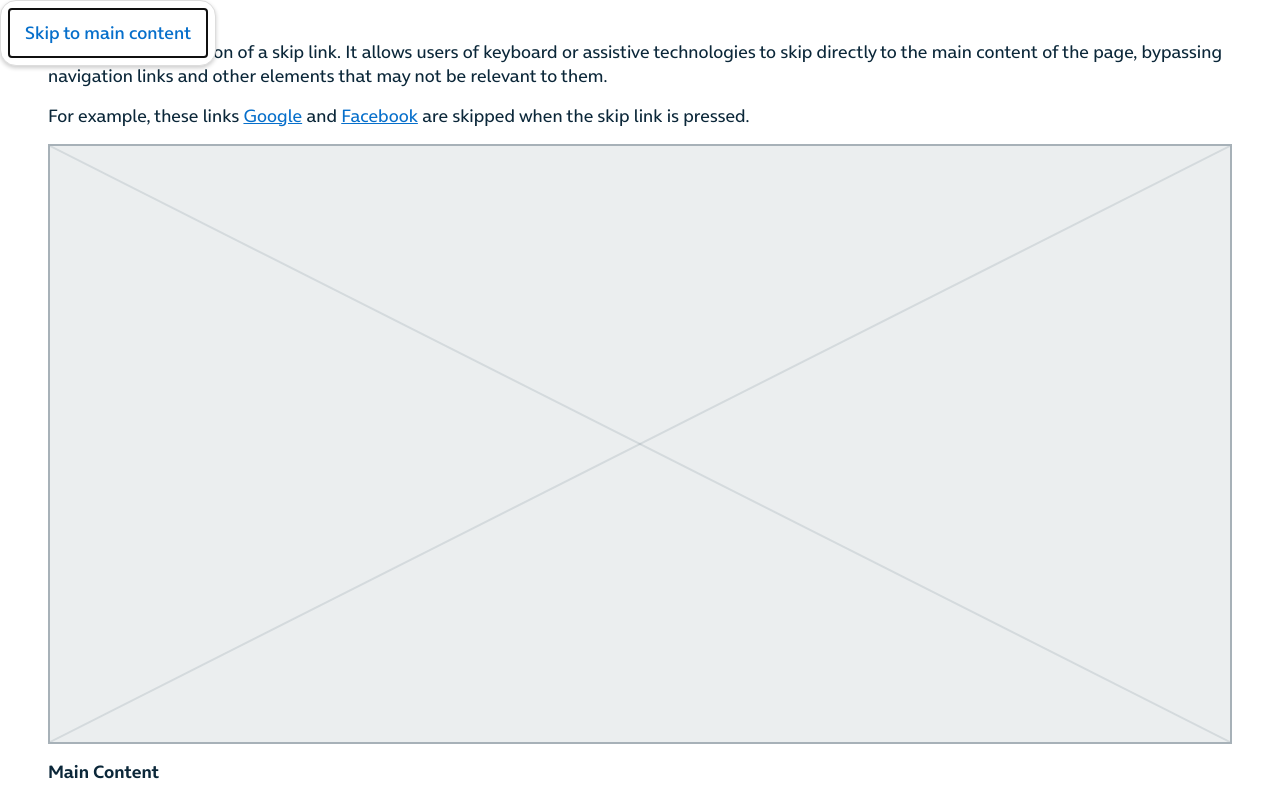 Skip to main content
on of a skip link. It allows users of keyboard or assistive technologies to skip directly to the main content of the page, bypassing
navigation links and other elements that may not be relevant to them.
For example, these links Google and Facebook are skipped when the skip link is pressed.
Main Content